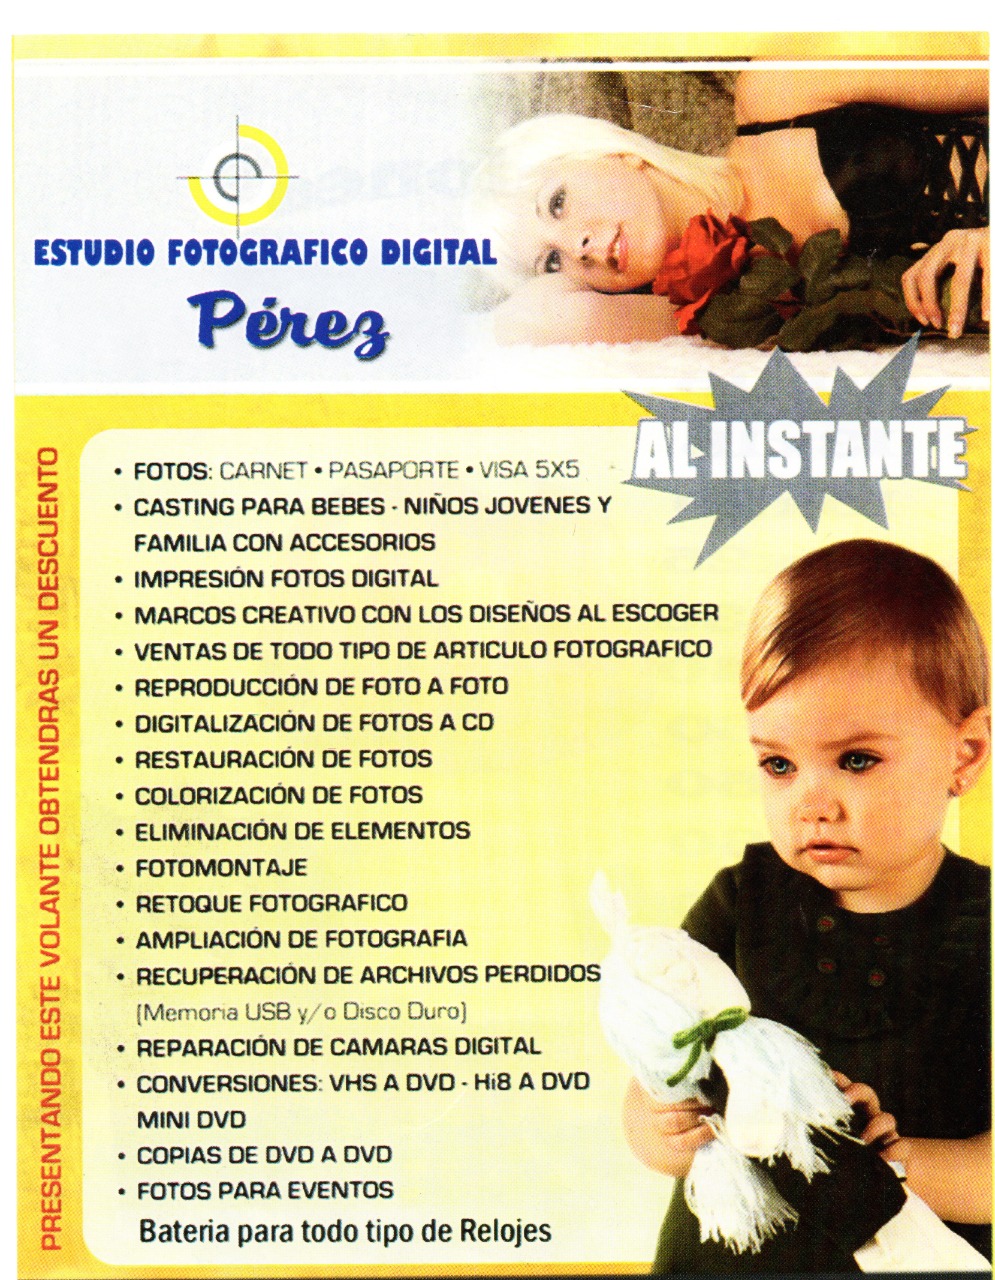 ESTUDIO FOTOGRAFICO DIGITAL
Pérez
AL INSTANTE
• FOTOS: CARNET • PASAPORTE • VISA 5X5
• CASTING PARA BEBES - NIÑOS JOVENES Y
FAMILIA CON ACCESORIOS
• IMPRESIÓN FOTOS DIGITAL
• MARCOS CREATIVO CON LOS DISEÑOS AL ESCOGER
• VENTAS DE TODO TIPO DE ARTICULO FOTOGRAFICO
• REPRODUCCIÓN DE FOTO A FOTO
• DIGITALIZACIÓN DE FOTOS A CD
• RESTAURACIÓN DE FOTOS
• COLORIZACIÓN DE FOTOS
• ELIMINACIÓN DE ELEMENTOS
• FOTOMONTAJE
• RETOQUE FOTOGRAFICO
• AMPLIACIÓN DE FOTOGRAFIA
• RECUPERACIÓN DE ARCHIVOS PERDIDOS
(Memoria USB y/o Disco Duro)
• REPARACIÓN DE CAMARAS DIGITAL
• CONVERSIONES: VHS A DVD - Hi8 A DVD
MINI DVD
• COPIAS DE DVD A DVD
• FOTOS PARA EVENTOS
Bateria para todo tipo de Relojes
PRESENTANDO ESTE VOLANTE OBTENDRAS UN DESCUENTO